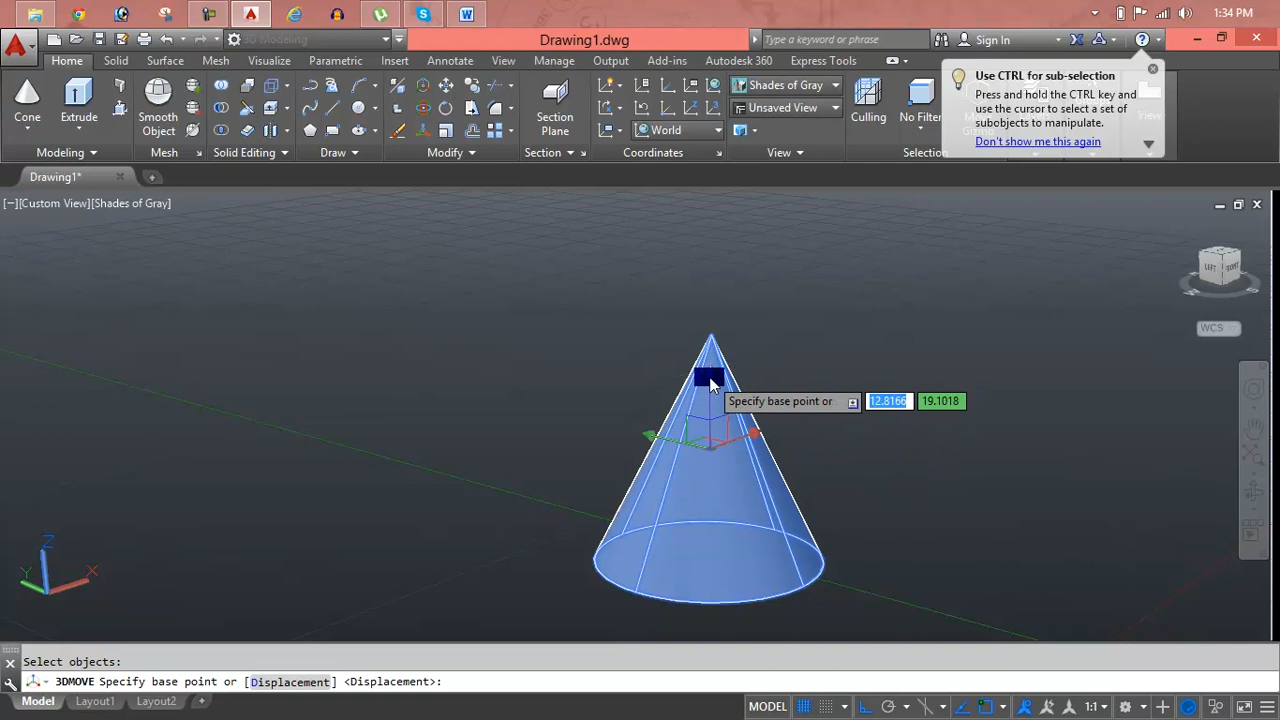 1:34 PM
3D Modeling
Drawing1.dwg
Type a keyword or phrase
Sign In
Home Solid Surface Mesh Visualize Parametric Insert Annotate View Manage Output Add-ins Autodesk 360 Express Tools
Cone
Extrude
Smooth
Object
Section
Plane
Shades of Gray
Unsaved View
World
Culling
No Filter
Modeling
Mesh
Solid Editing
Draw
Modify
Section
Coordinates
View
Selection
Use CTRL for sub-selection
Press and hold the CTRL key and
use the cursor to select a set of
subobjects to manipulate.
Don't show me this again
Drawing1*
[−][Custom View][Shades of Gray]
LEFT FRONT
WCS
Specify base point or
12.8166
19.1018
Z
Y
X
Select objects:
3DMOVE Specify base point or [Displacement] <Displacement>:
Model Layout1 Layout2
MODEL
1:1